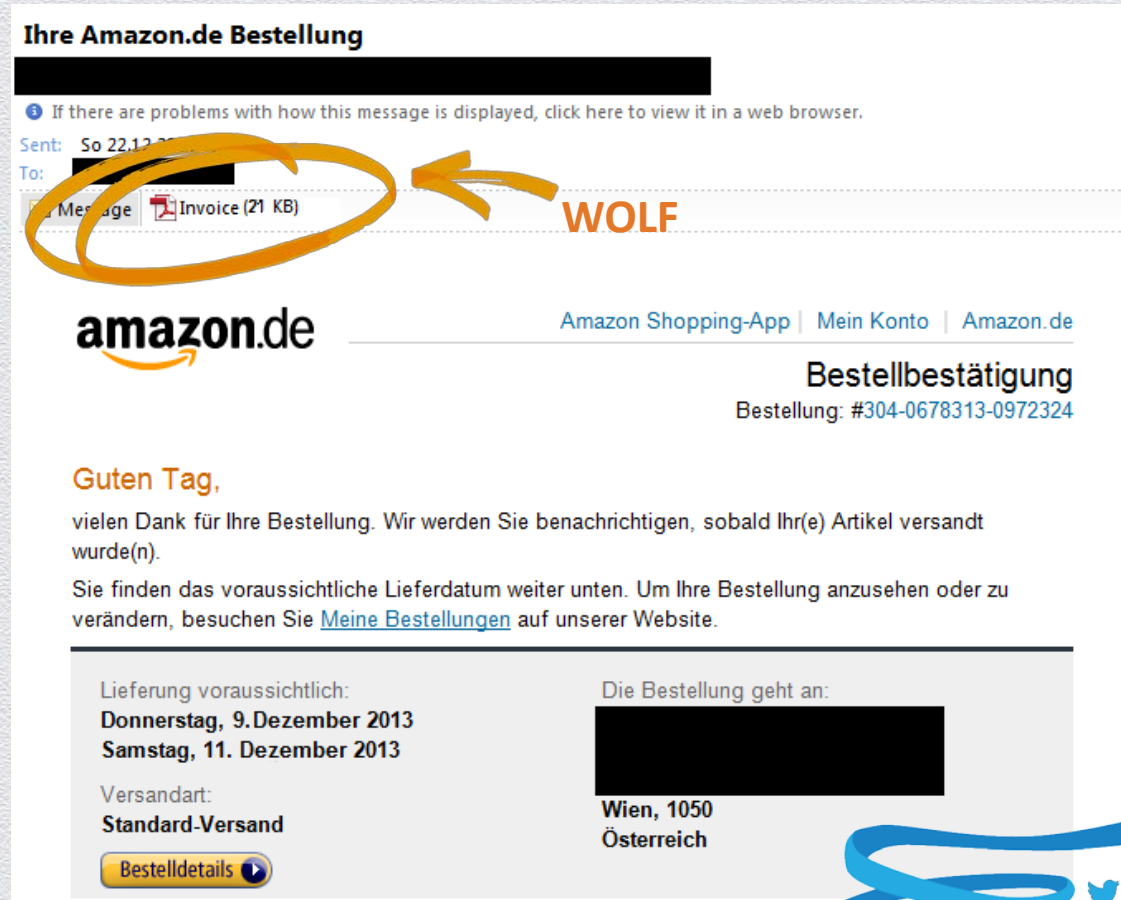 Ihre Amazon.de Bestellung
If there are problems with how this message is displayed, click here to view it in a web browser.
Sent: So 22.12
To:
Message Invoice (21 KB)
WOLF
amazon.de
Amazon Shopping-App | Mein Konto | Amazon.de
Bestellbestätigung
Bestellung: #304-0678313-0972324
Guten Tag,
vielen Dank für Ihre Bestellung. Wir werden Sie benachrichtigen, sobald Ihr(e) Artikel versandt
wurde(n).
Sie finden das voraussichtliche Lieferdatum weiter unten. Um Ihre Bestellung anzusehen oder zu
verändern, besuchen Sie Meine Bestellungen auf unserer Website.
Lieferung voraussichtlich:
Donnerstag, 9.Dezember 2013
Samstag, 11. Dezember 2013
Versandart:
Standard-Versand
Bestelldetails
Die Bestellung geht an:
Wien, 1050
Österreich